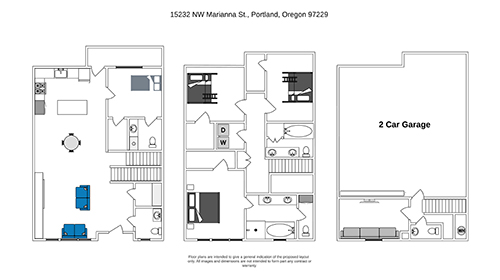 15232 NW Marianna St., Portland, Oregon 97229
D
W
2 Car Garage
Floor plans are intended to give a general indication of the proposed layout
only. All images and dimensions are not intended to form part any contract or
warranty.